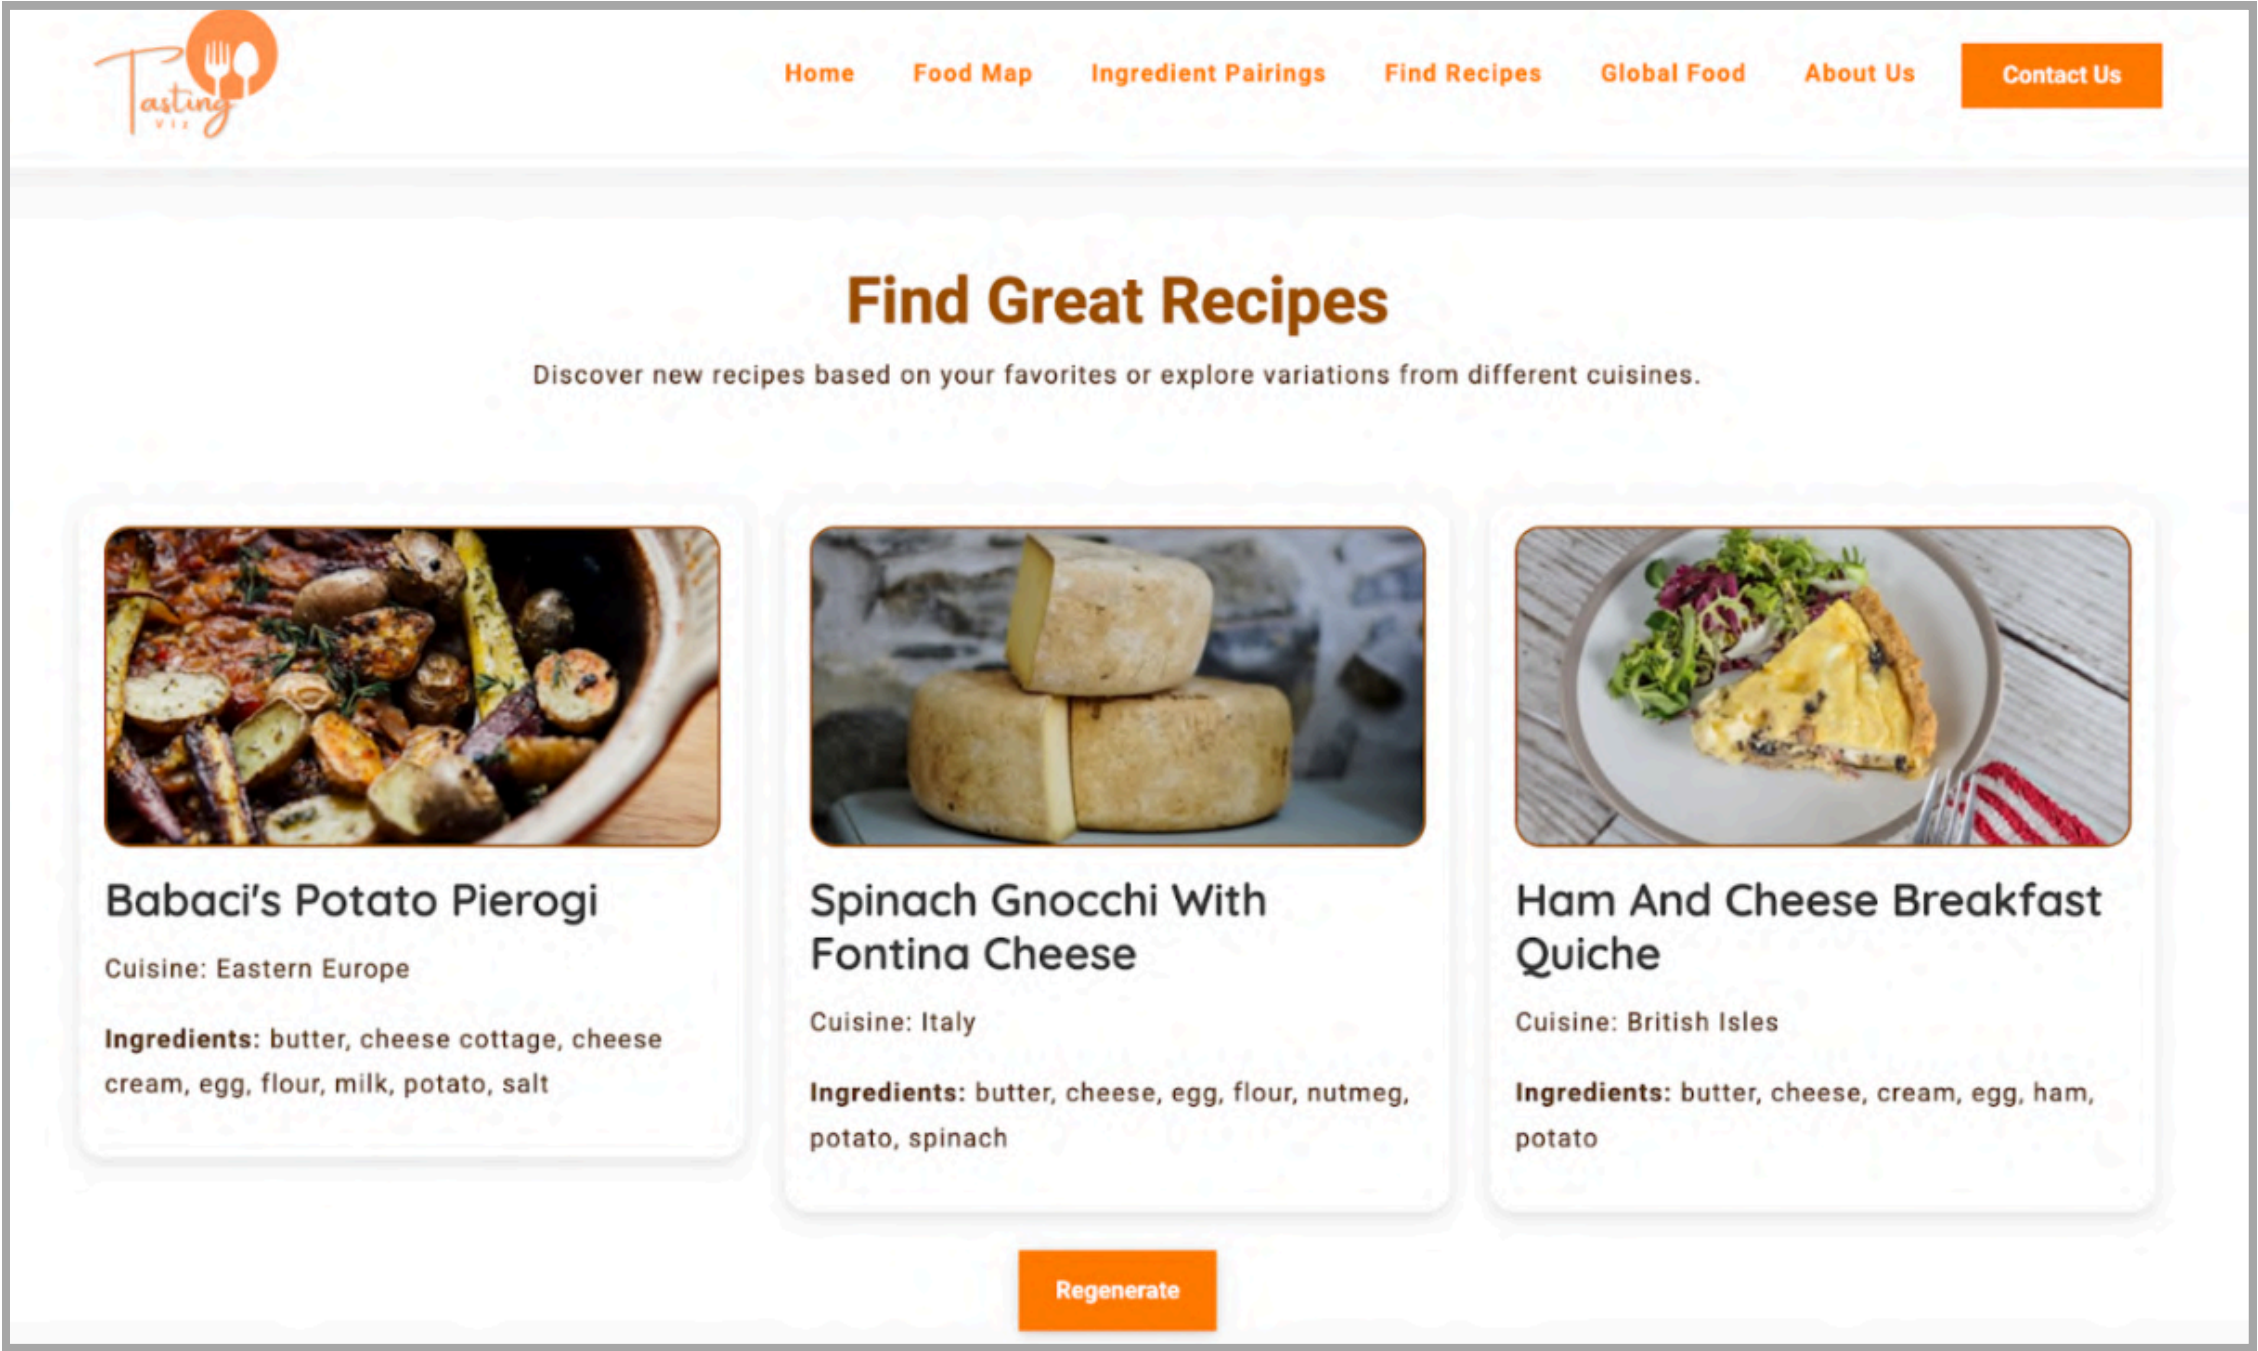 Tasting
VIZ
Home
Food Map
Ingredient Pairings
Find Recipes
Global Food
About Us
Contact Us
Find Great Recipes
Discover new recipes based on your favorites or explore variations from different cuisines.
Babaci's Potato Pierogi
Cuisine: Eastern Europe
Ingredients: butter, cheese cottage, cheese
cream, egg, flour, milk, potato, salt
Spinach Gnocchi With
Fontina Cheese
Cuisine: Italy
Ingredients: butter, cheese, egg, flour, nutmeg,
potato, spinach
Ham And Cheese Breakfast
Quiche
Cuisine: British Isles
Ingredients: butter, cheese, cream, egg, ham,
potato
Regenerate